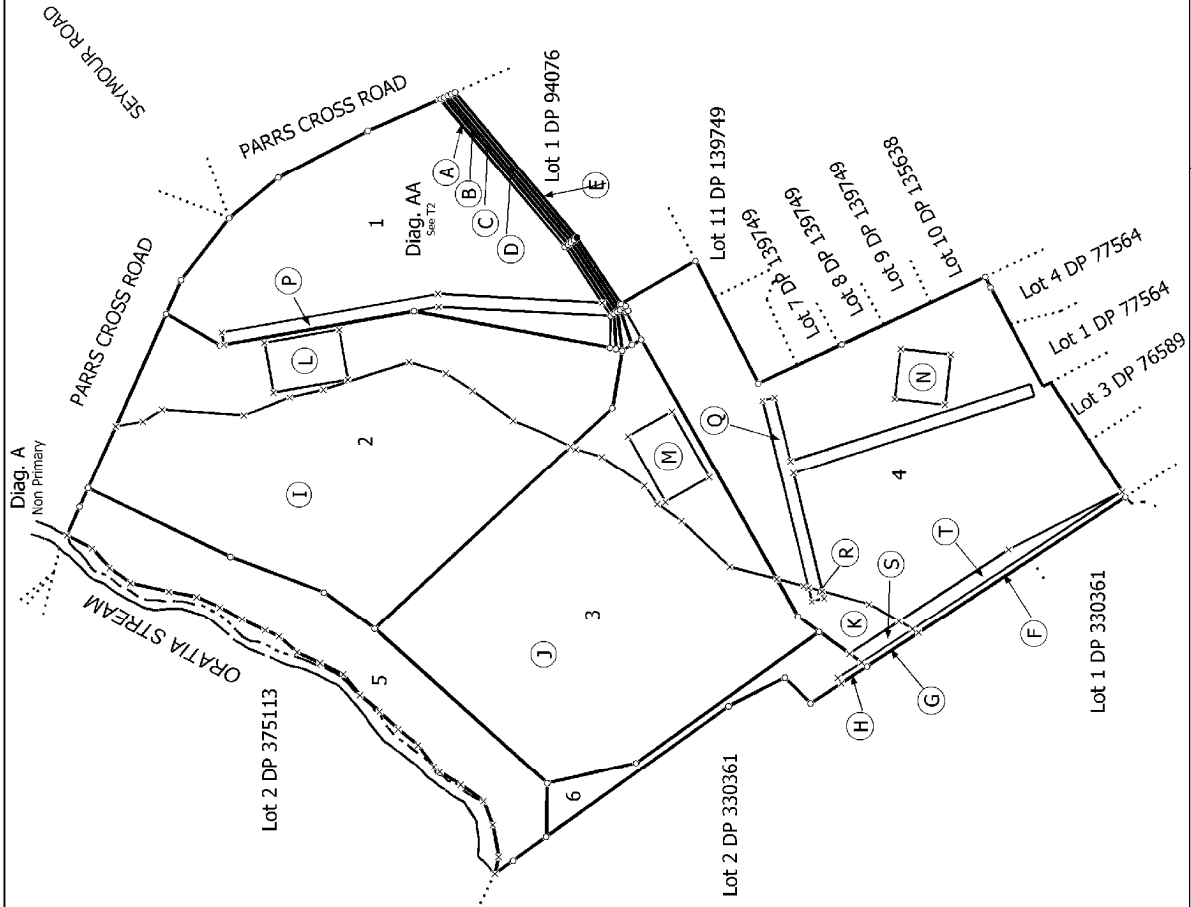 SEYMOUR ROAD
PARRS CROSS ROAD
PARRS CROSS ROAD
Diag. A
Non Primary
ORATIA STREAM
Lot 2 DP 375113
Lot 1 DP 94076
Diag. AA
See T2
1
A
B
C
D
E
P
L
2
I
Lot 11 DP 139749
Lot 7 DP 139749
Lot 8 DP 139749
Lot 9 DP 139749
Lot 10 DP 135638
Lot 4 DP 77564
Lot 1 DP 77564
Lot 3 DP 76589
M
Q
N
4
3
J
5
6
R
K
S
T
H
G
F
Lot 2 DP 330361
Lot 1 DP 330361